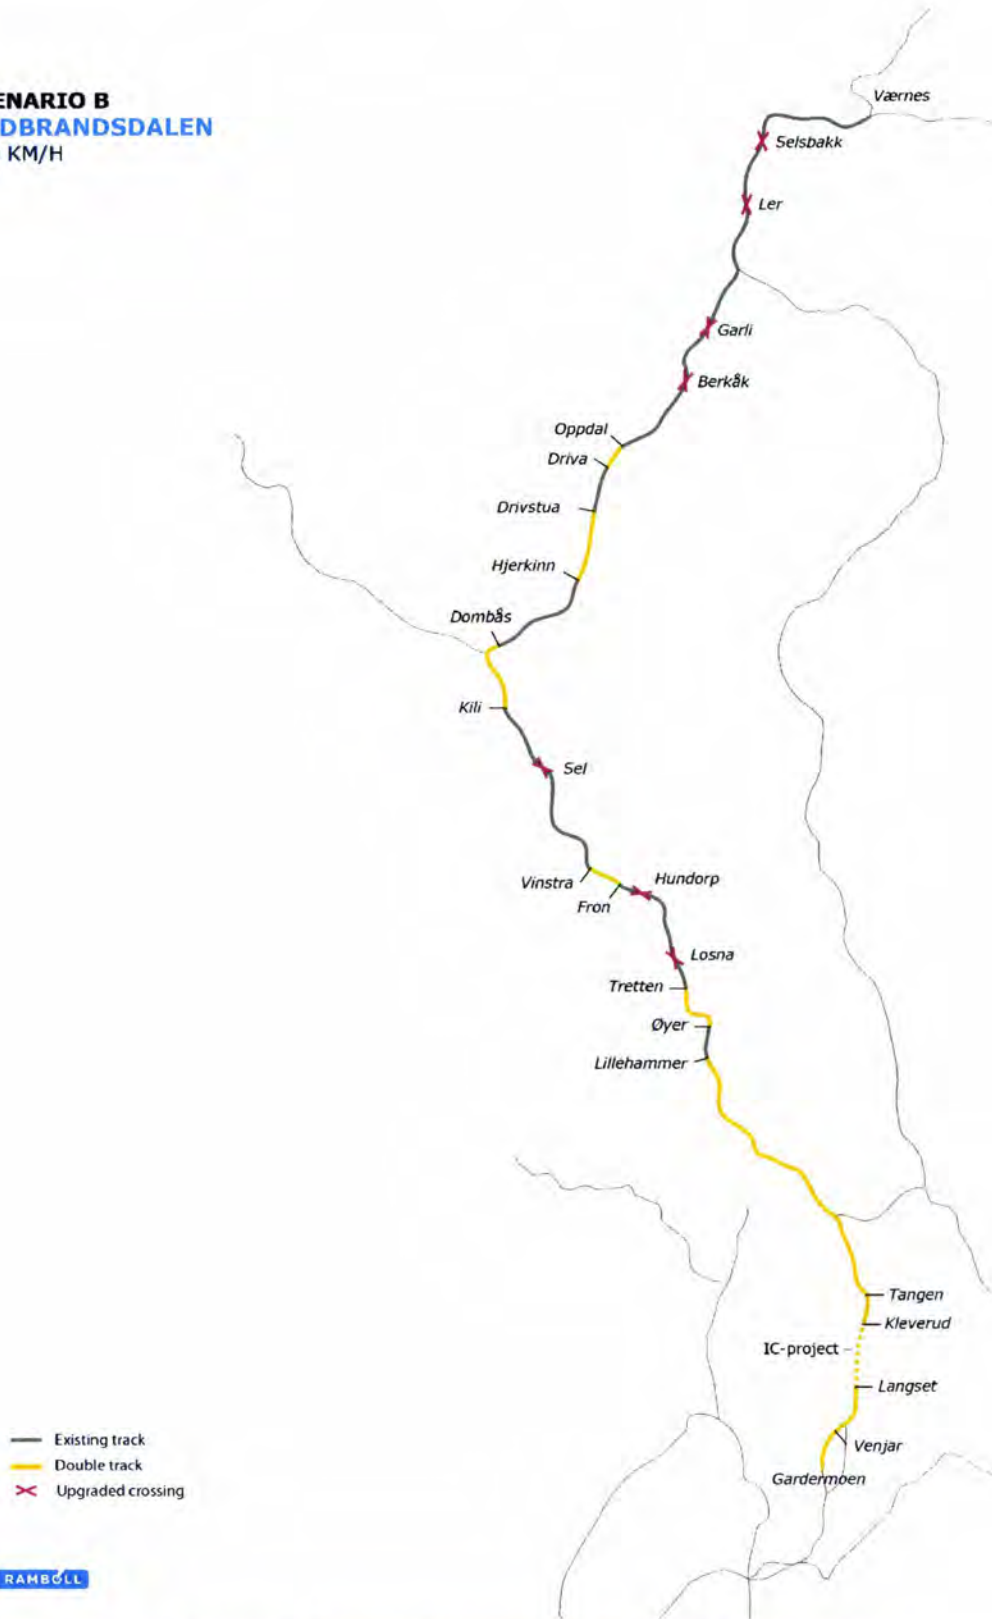 ENARIO B
DBRANDSDALEN
KM/H
Værnes
Selsbakk
Ler
Garli
Berkåk
Oppdal
Driva
Drivstua
Hjerkinn
Dombås
Kili
Sel
Vinstra
Hundorp
Fron
Losna
Tretten
Øyer
Lillehammer
Tangen
Kleverud
IC-project
Langset
Venjar
Gardermoen
Existing track
Double track
Upgraded crossing
RAMBOLL